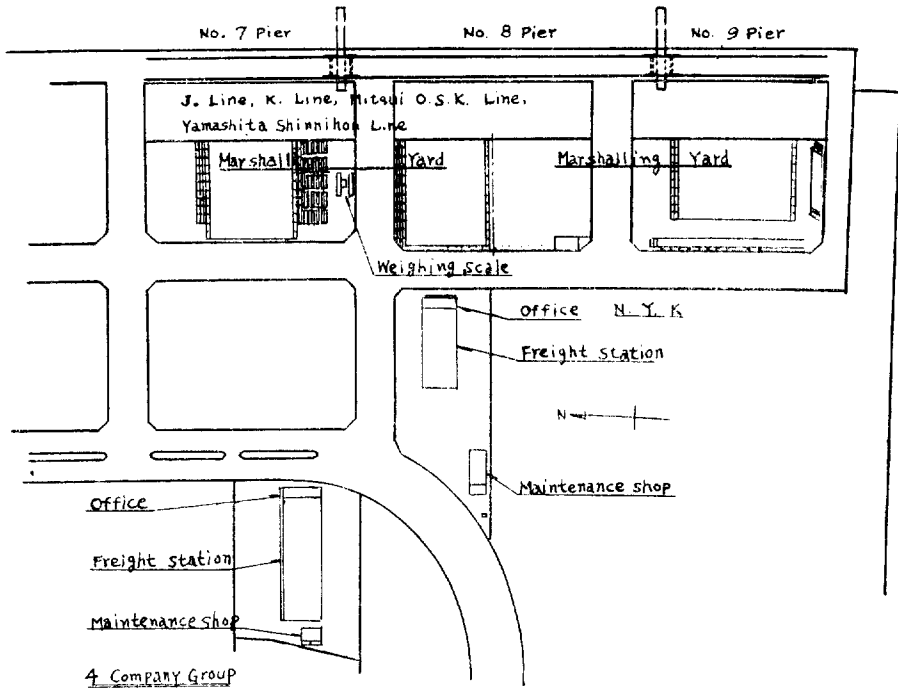 No. 7 Pier
No. 8 Pier
No. 9 Pier
J. Line, K. Line, Mitsui O.S.K. Line,
Yamashita Shinnihon Line
Marshall Yard
Marshalling Yard
Weighing scale
Office N.Y.K
Freight station
N
Maintenance shop
Office
Freight station
Maintenance shop
4 Company Group